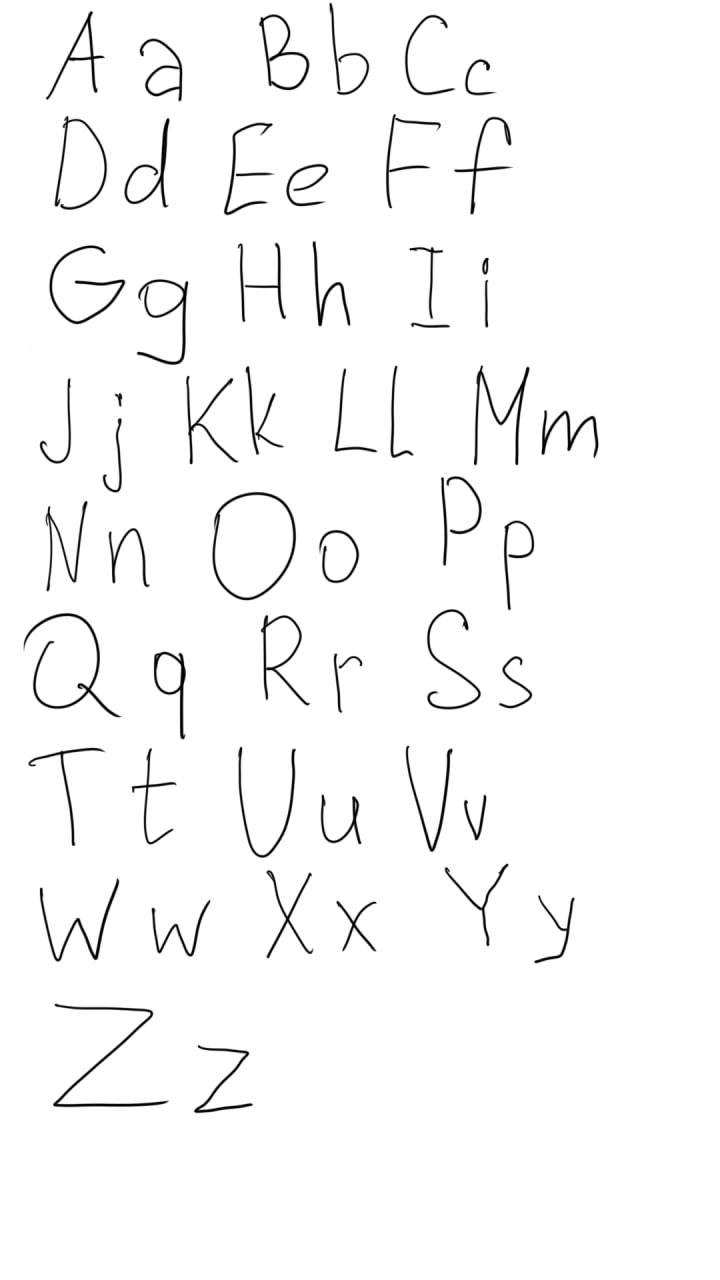 A a Bb Cc
Dd Ee Ff
Gg Hh Ii
Jj Kk Ll Mm
Nn Oo Pp
Qq Rr Ss
Tt Uu Vv
Ww Xx Yy
Zz